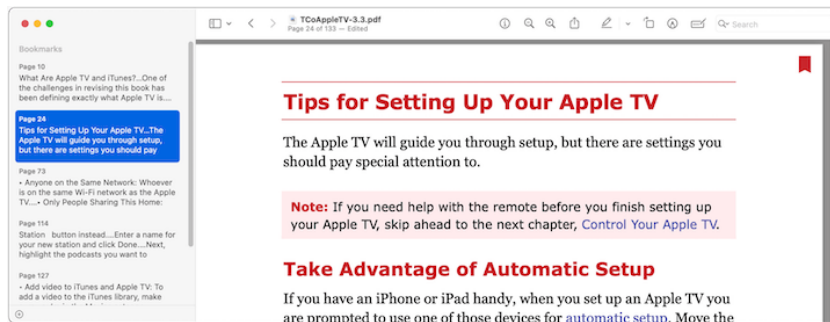 TCoAppleTV-3.3.pdf
Page 24 of 133 — Edited
Search
Bookmarks
Page 10
What Are Apple TV and iTunes?...One of
the challenges in revising this book has
been defining exactly what Apple TV is....
Page 24
Tips for Setting Up Your Apple TV...The
Apple TV will guide you through setup,
but there are settings you should pay
Page 73
• Anyone on the Same Network: Whoever
is on the same Wi-Fi network as the Apple
TV....• Only People Sharing This Home:
Page 114
Station button instead....Enter a name for
your new station and click Done....Next,
highlight the podcasts you want to
Page 127
• Add video to iTunes and Apple TV: To
add a video to the iTunes library, make
Tips for Setting Up Your Apple TV
The Apple TV will guide you through setup, but there are settings you
should pay special attention to.
Note: If you need help with the remote before you finish setting up
your Apple TV, skip ahead to the next chapter, Control Your Apple TV.
Take Advantage of Automatic Setup
If you have an iPhone or iPad handy, when you set up an Apple TV you
are prompted to use one of those devices for automatic setup. Move the